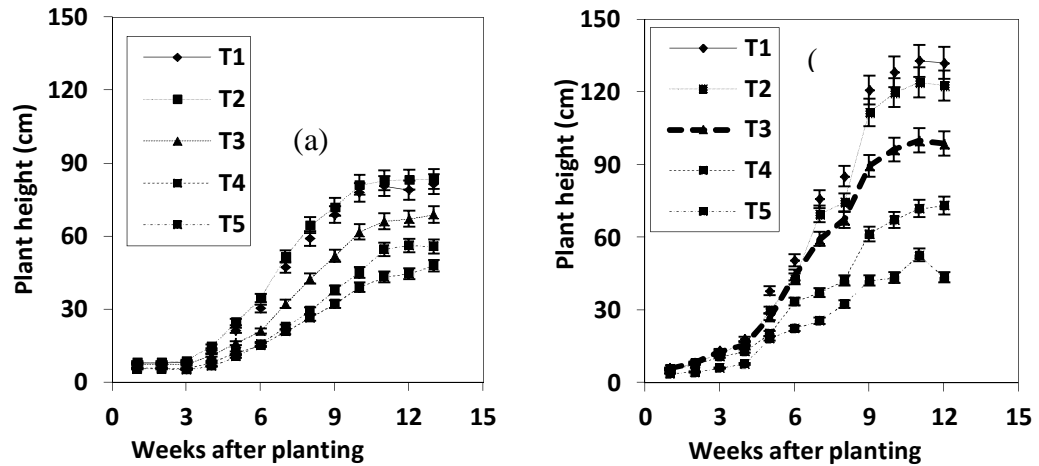 150
120
90
60
30
0
Plant height (cm)
T1
T2
T3
T4
T5
(a)
0 3 6 9 12 15
Weeks after planting
150
120
90
60
30
0
Plant height (cm)
T1
T2
T3
T4
T5
(
0 3 6 9 12 15
Weeks after planting